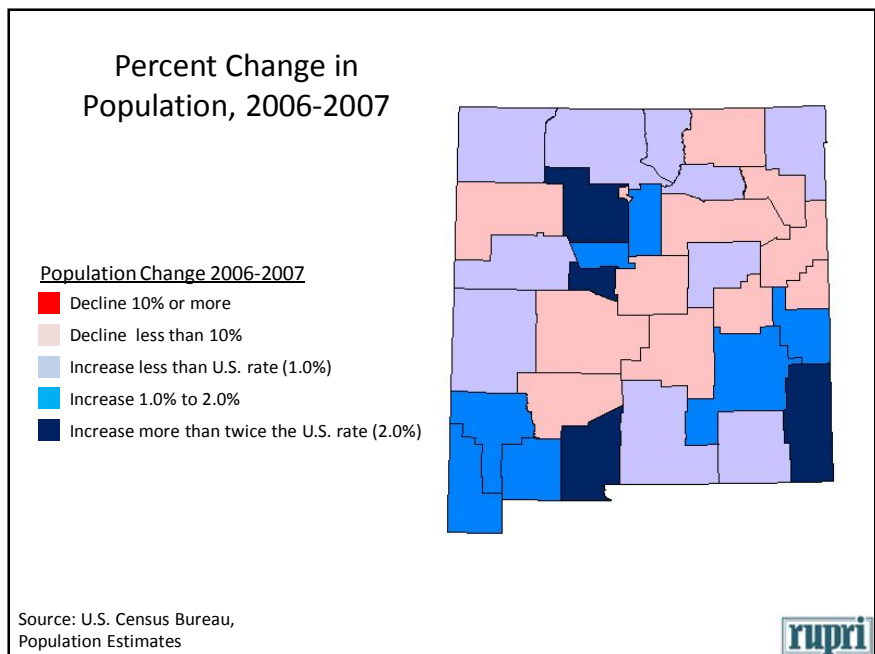 Percent Change in
Population, 2006-2007
Population Change 2006-2007
Decline 10% or more
Decline less than 10%
Increase less than U.S. rate (1.0%)
Increase 1.0% to 2.0%
Increase more than twice the U.S. rate (2.0%)
Source: U.S. Census Bureau,
Population Estimates
rupri